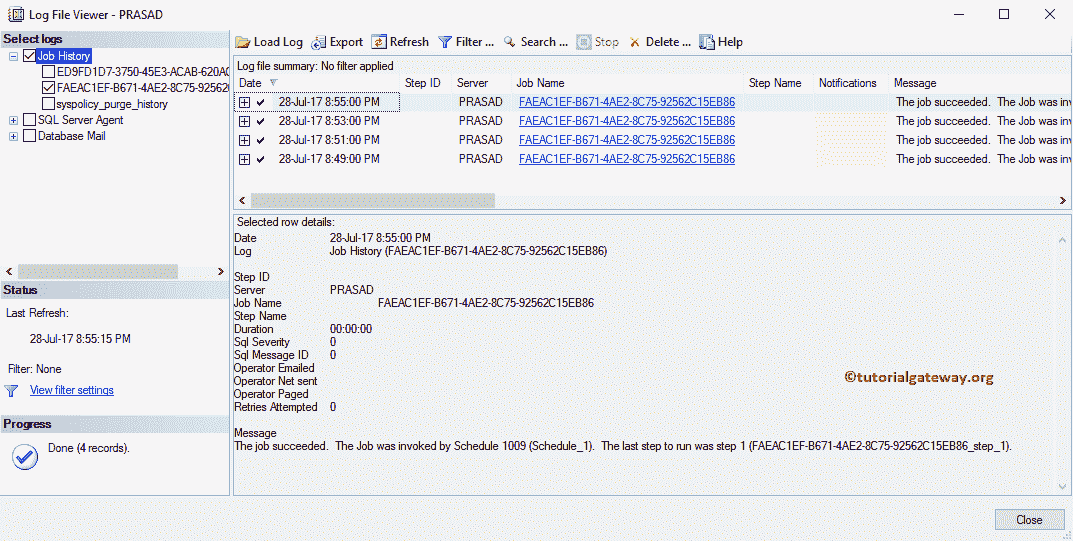 Log File Viewer - PRASAD
Select logs
Job History
ED9FD1D7-3750-45E3-ACAB-620A
FAEAC1EF-B671-4AE2-8C75-92562
syspolicy_purge_history
SQL Server Agent
Database Mail
Load Log Export Refresh Filter ... Search ... Stop Delete ... Help
Log file summary: No filter applied
Date Step ID Server Job Name Step Name Notifications Message
28-Jul-17 8:55:00 PM PRASAD FAEAC1EF-B671-4AE2-8C75-92562C15EB86 The job succeeded. The Job was inv
28-Jul-17 8:53:00 PM PRASAD FAEAC1EF-B671-4AE2-8C75-92562C15EB86 The job succeeded. The Job was inv
28-Jul-17 8:51:00 PM PRASAD FAEAC1EF-B671-4AE2-8C75-92562C15EB86 The job succeeded. The Job was inv
28-Jul-17 8:49:00 PM PRASAD FAEAC1EF-B671-4AE2-8C75-92562C15EB86 The job succeeded. The Job was inv
Selected row details:
Date 28-Jul-17 8:55:00 PM
Log Job History (FAEAC1EF-B671-4AE2-8C75-92562C15EB86)
Step ID
Server PRASAD
Job Name FAEAC1EF-B671-4AE2-8C75-92562C15EB86
Step Name
Duration 00:00:00
Sql Severity 0
Sql Message ID 0
Operator Emailed
Operator Net sent
Operator Paged
Retries Attempted 0
Message
The job succeeded. The Job was invoked by Schedule 1009 (Schedule_1). The last step to run was step 1 (FAEAC1EF-B671-4AE2-8C75-92562C15EB86_step_1).
©tutorialgateway.org
Status
Last Refresh:
28-Jul-17 8:55:15 PM
Filter: None
View filter settings
Progress
Done (4 records).
Close